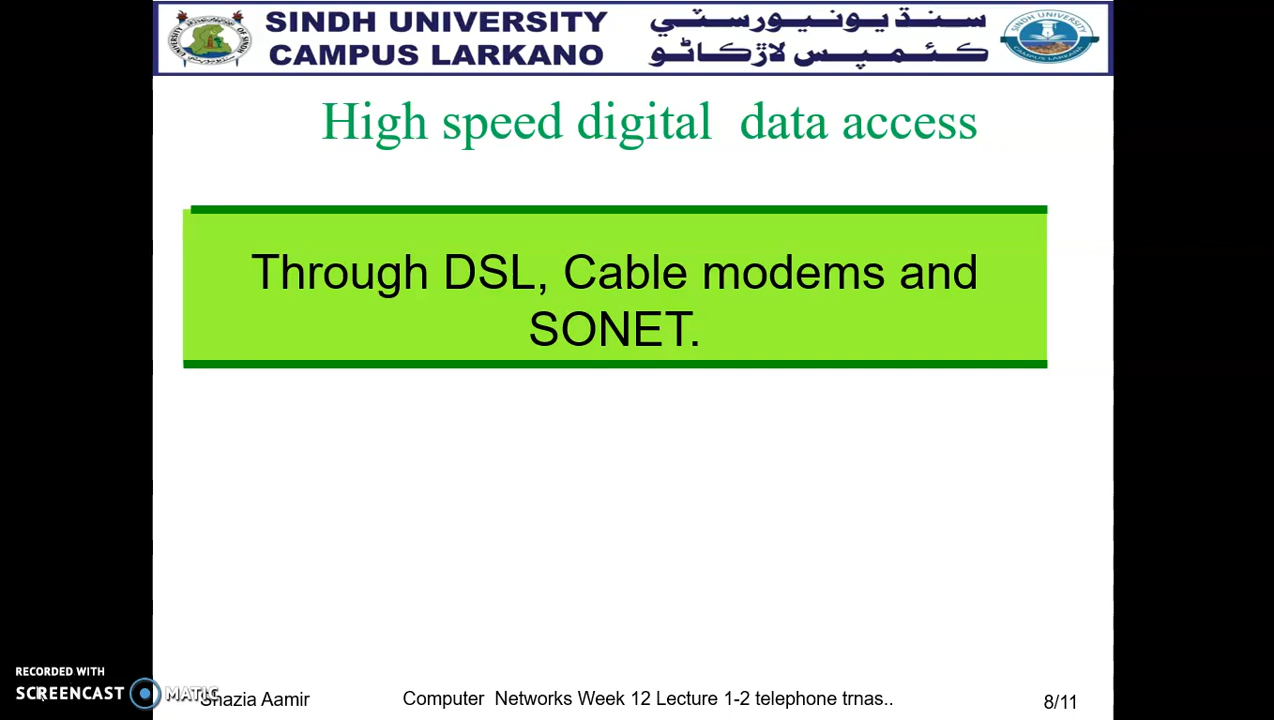 SINDH UNIVERSITY
CAMPUS LARKANO
سنڌ يونيورسٽي
ڪئمپس لاڙڪاڻو
High speed digital data access
Through DSL, Cable modems and
SONET.
RECORDED WITH
SCREENCAST MATIC
Shazia Aamir
Computer Networks Week 12 Lecture 1-2 telephone trnas..
8/11